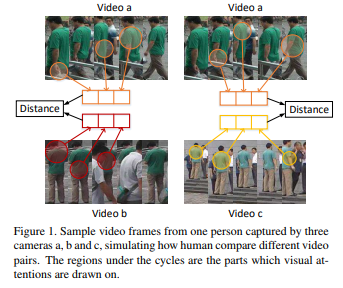 Video a
Video a
Distance
Distance
Video b
Video c
Figure 1. Sample video frames from one person captured by three
cameras a, b and c, simulating how human compare different video
pairs. The regions under the cycles are the parts which visual at-
tentions are drawn on.